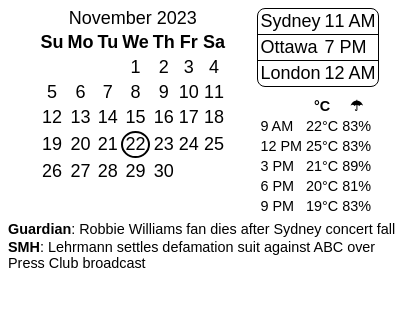 November 2023
Su Mo Tu We Th Fr Sa
1 2 3 4
5 6 7 8 9 10 11
12 13 14 15 16 17 18
19 20 21 22 23 24 25
26 27 28 29 30
Sydney 11 AM
Ottawa 7 PM
London 12 AM
°C ☂
9 AM 22°C 83%
12 PM 25°C 83%
3 PM 21°C 89%
6 PM 20°C 81%
9 PM 19°C 83%
Guardian: Robbie Williams fan dies after Sydney concert fall
SMH: Lehrmann settles defamation suit against ABC over
Press Club broadcast